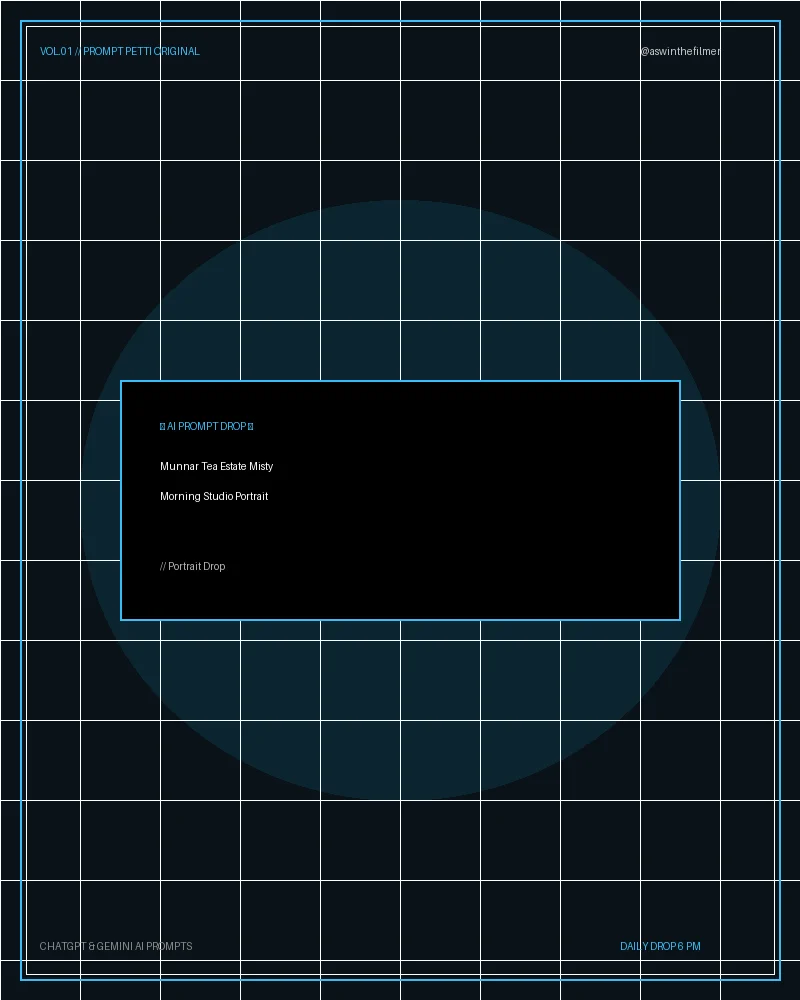 VOL.01 // PROMPT PETTI ORIGINAL
@aswinthefilmer
AI PROMPT DROP
Munnar Tea Estate Misty
Morning Studio Portrait
// Portrait Drop
CHATGPT & GEMINI AI PROMPTS
DAILY DROP 6 PM